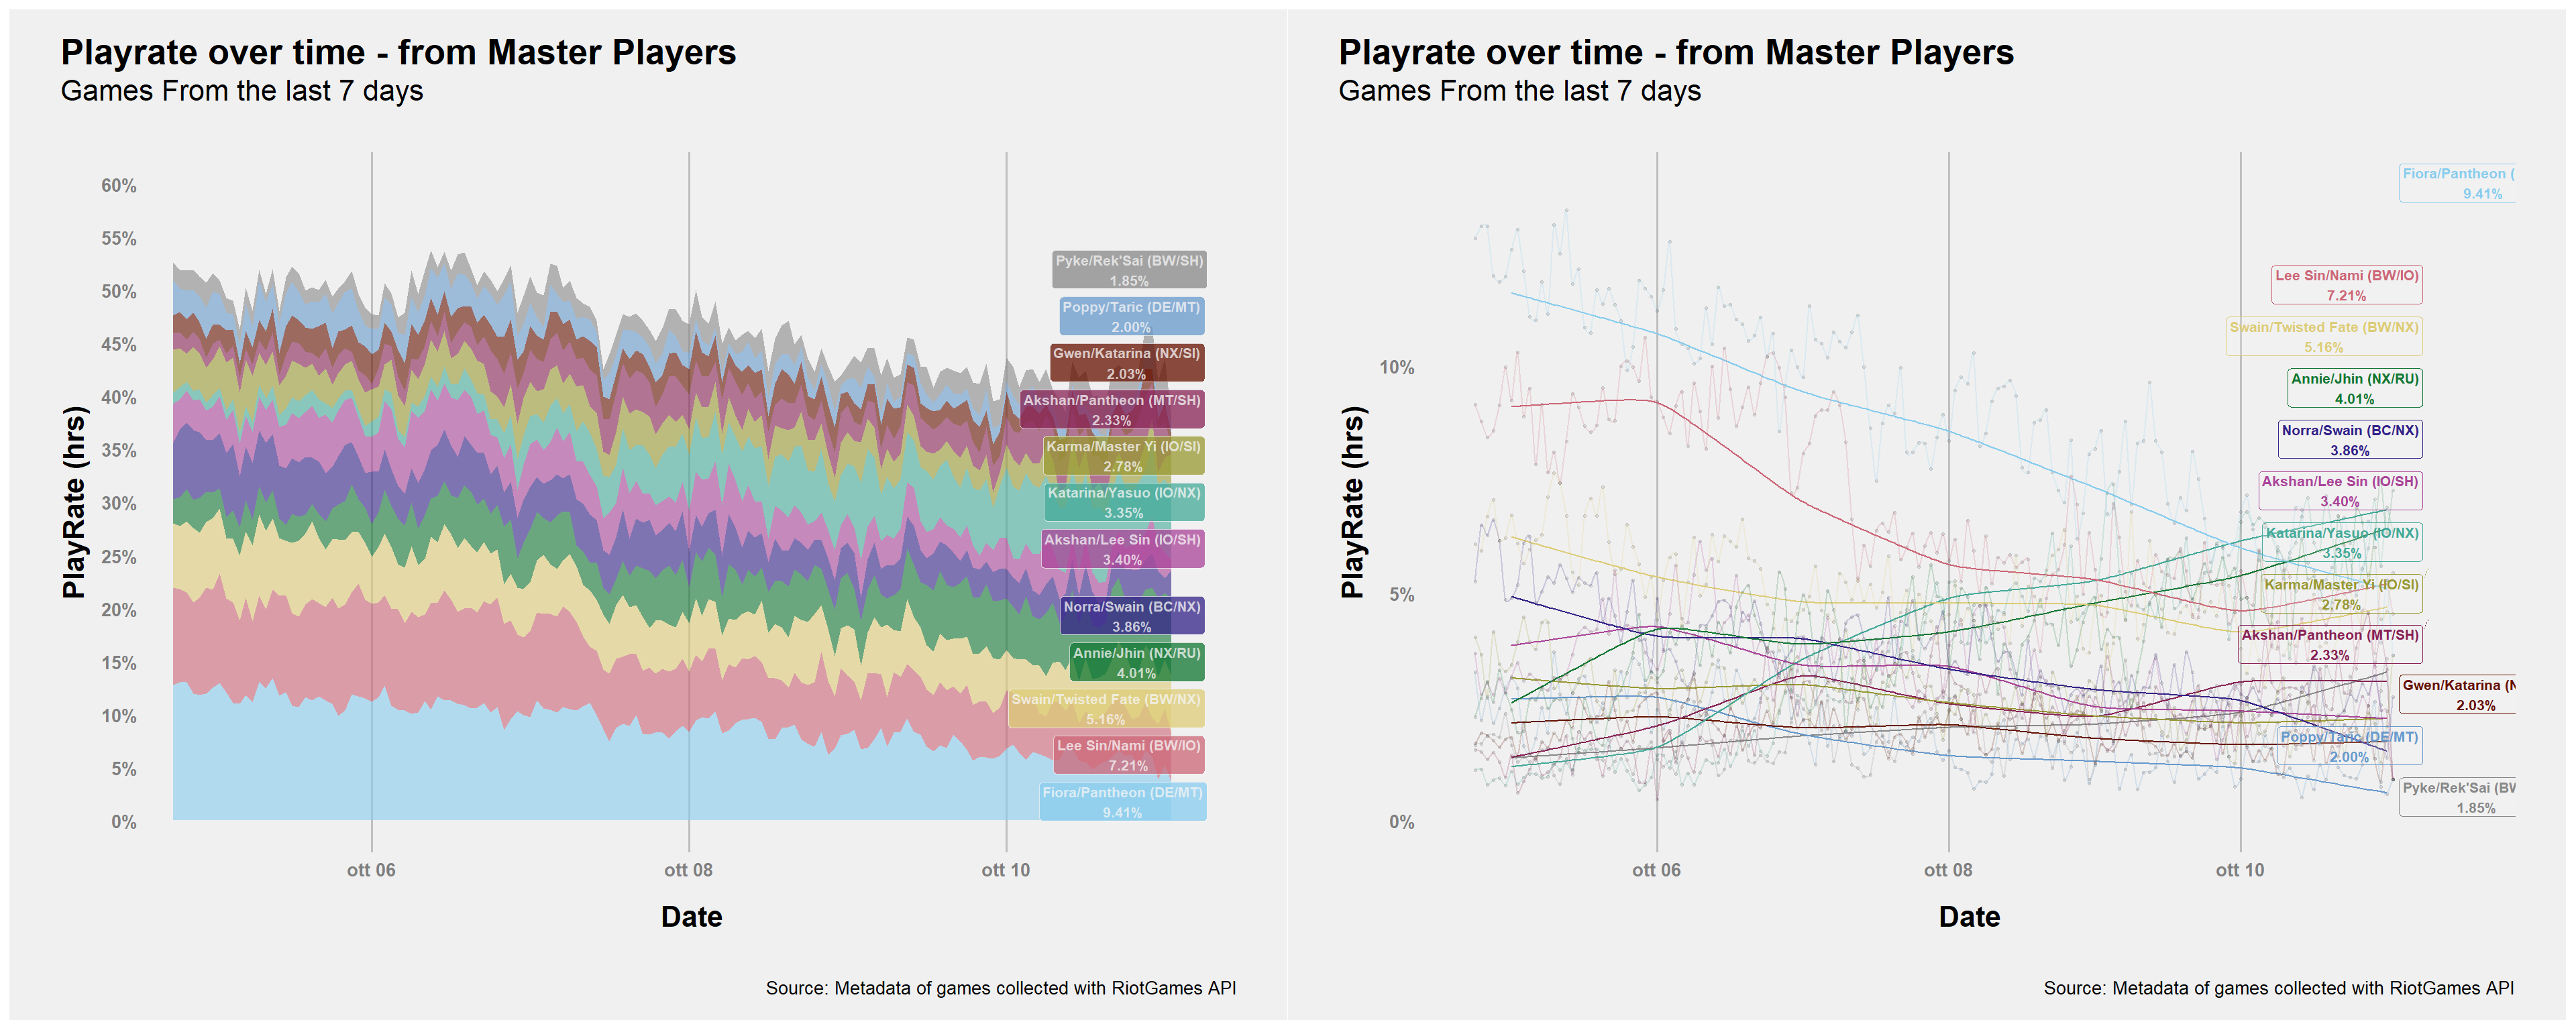 Playrate over time - from Master Players
Games From the last 7 days
PlayRate (hrs)
60%
55%
50%
45%
40%
35%
30%
25%
20%
15%
10%
5%
0%
Pyke/Rek'Sai (BW/SH)
1.85%
Poppy/Taric (DE/MT)
2.00%
Gwen/Katarina (NX/SI)
2.03%
Akshan/Pantheon (MT/SH)
2.33%
Karma/Master Yi (IO/SI)
2.78%
Katarina/Yasuo (IO/NX)
3.35%
Akshan/Lee Sin (IO/SH)
3.40%
Norra/Swain (BC/NX)
3.86%
Annie/Jhin (NX/RU)
4.01%
Swain/Twisted Fate (BW/NX)
5.16%
Lee Sin/Nami (BW/IO)
7.21%
Fiora/Pantheon (DE/MT)
9.41%
ott 06
ott 08
ott 10
Date
Source: Metadata of games collected with RiotGames API
Playrate over time - from Master Players
Games From the last 7 days
PlayRate (hrs)
10%
5%
0%
Fiora/Pantheon (
9.41%
Lee Sin/Nami (BW/IO)
7.21%
Swain/Twisted Fate (BW/NX)
5.16%
Annie/Jhin (NX/RU)
4.01%
Norra/Swain (BC/NX)
3.86%
Akshan/Lee Sin (IO/SH)
3.40%
Katarina/Yasuo (IO/NX)
3.35%
Karma/Master Yi (IO/SI)
2.78%
Akshan/Pantheon (MT/SH)
2.33%
Gwen/Katarina (N
2.03%
Poppy/Taric (DE/MT)
2.00%
Pyke/Rek'Sai (BW
1.85%
ott 06
ott 08
ott 10
Date
Source: Metadata of games collected with RiotGames API